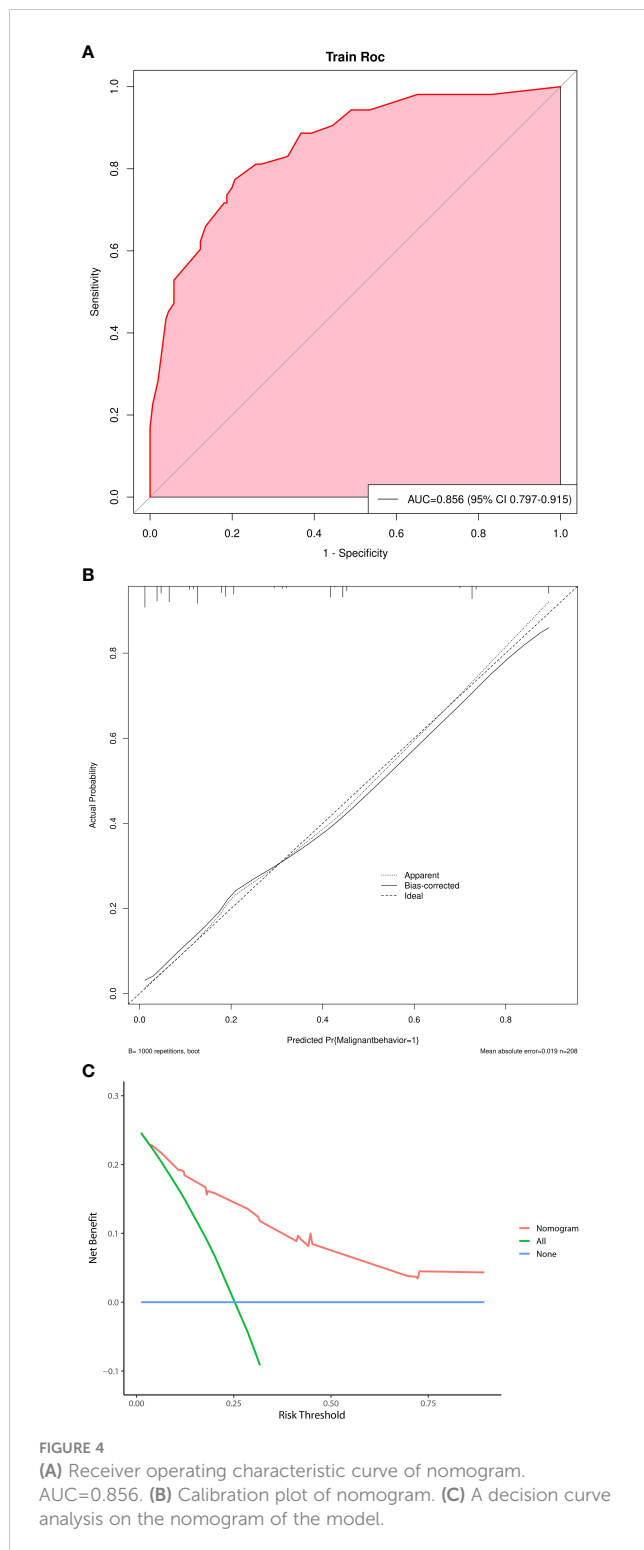 A
Train Roc
1.0
0.8
0.6
0.4
0.2
0.0
Sensitivity
AUC=0.856 (95% CI 0.797-0.915)
0.0 0.2 0.4 0.6 0.8 1.0
1 - Specificity
B
0.8
0.6
0.4
0.2
0.0
Actual Probability
Apparent
Bias-corrected
Ideal
0.0 0.2 0.4 0.6 0.8
Predicted Pr{Malignantbehavior=1}
B= 1000 repetitions, boot
Mean absolute error=0.019 n=208
C
0.3
0.2
0.1
0.0
−0.1
Net Benefit
Nomogram
All
None
0.00 0.25 0.50 0.75
Risk Threshold
FIGURE 4
(A) Receiver operating characteristic curve of nomogram.
AUC=0.856. (B) Calibration plot of nomogram. (C) A decision curve
analysis on the nomogram of the model.